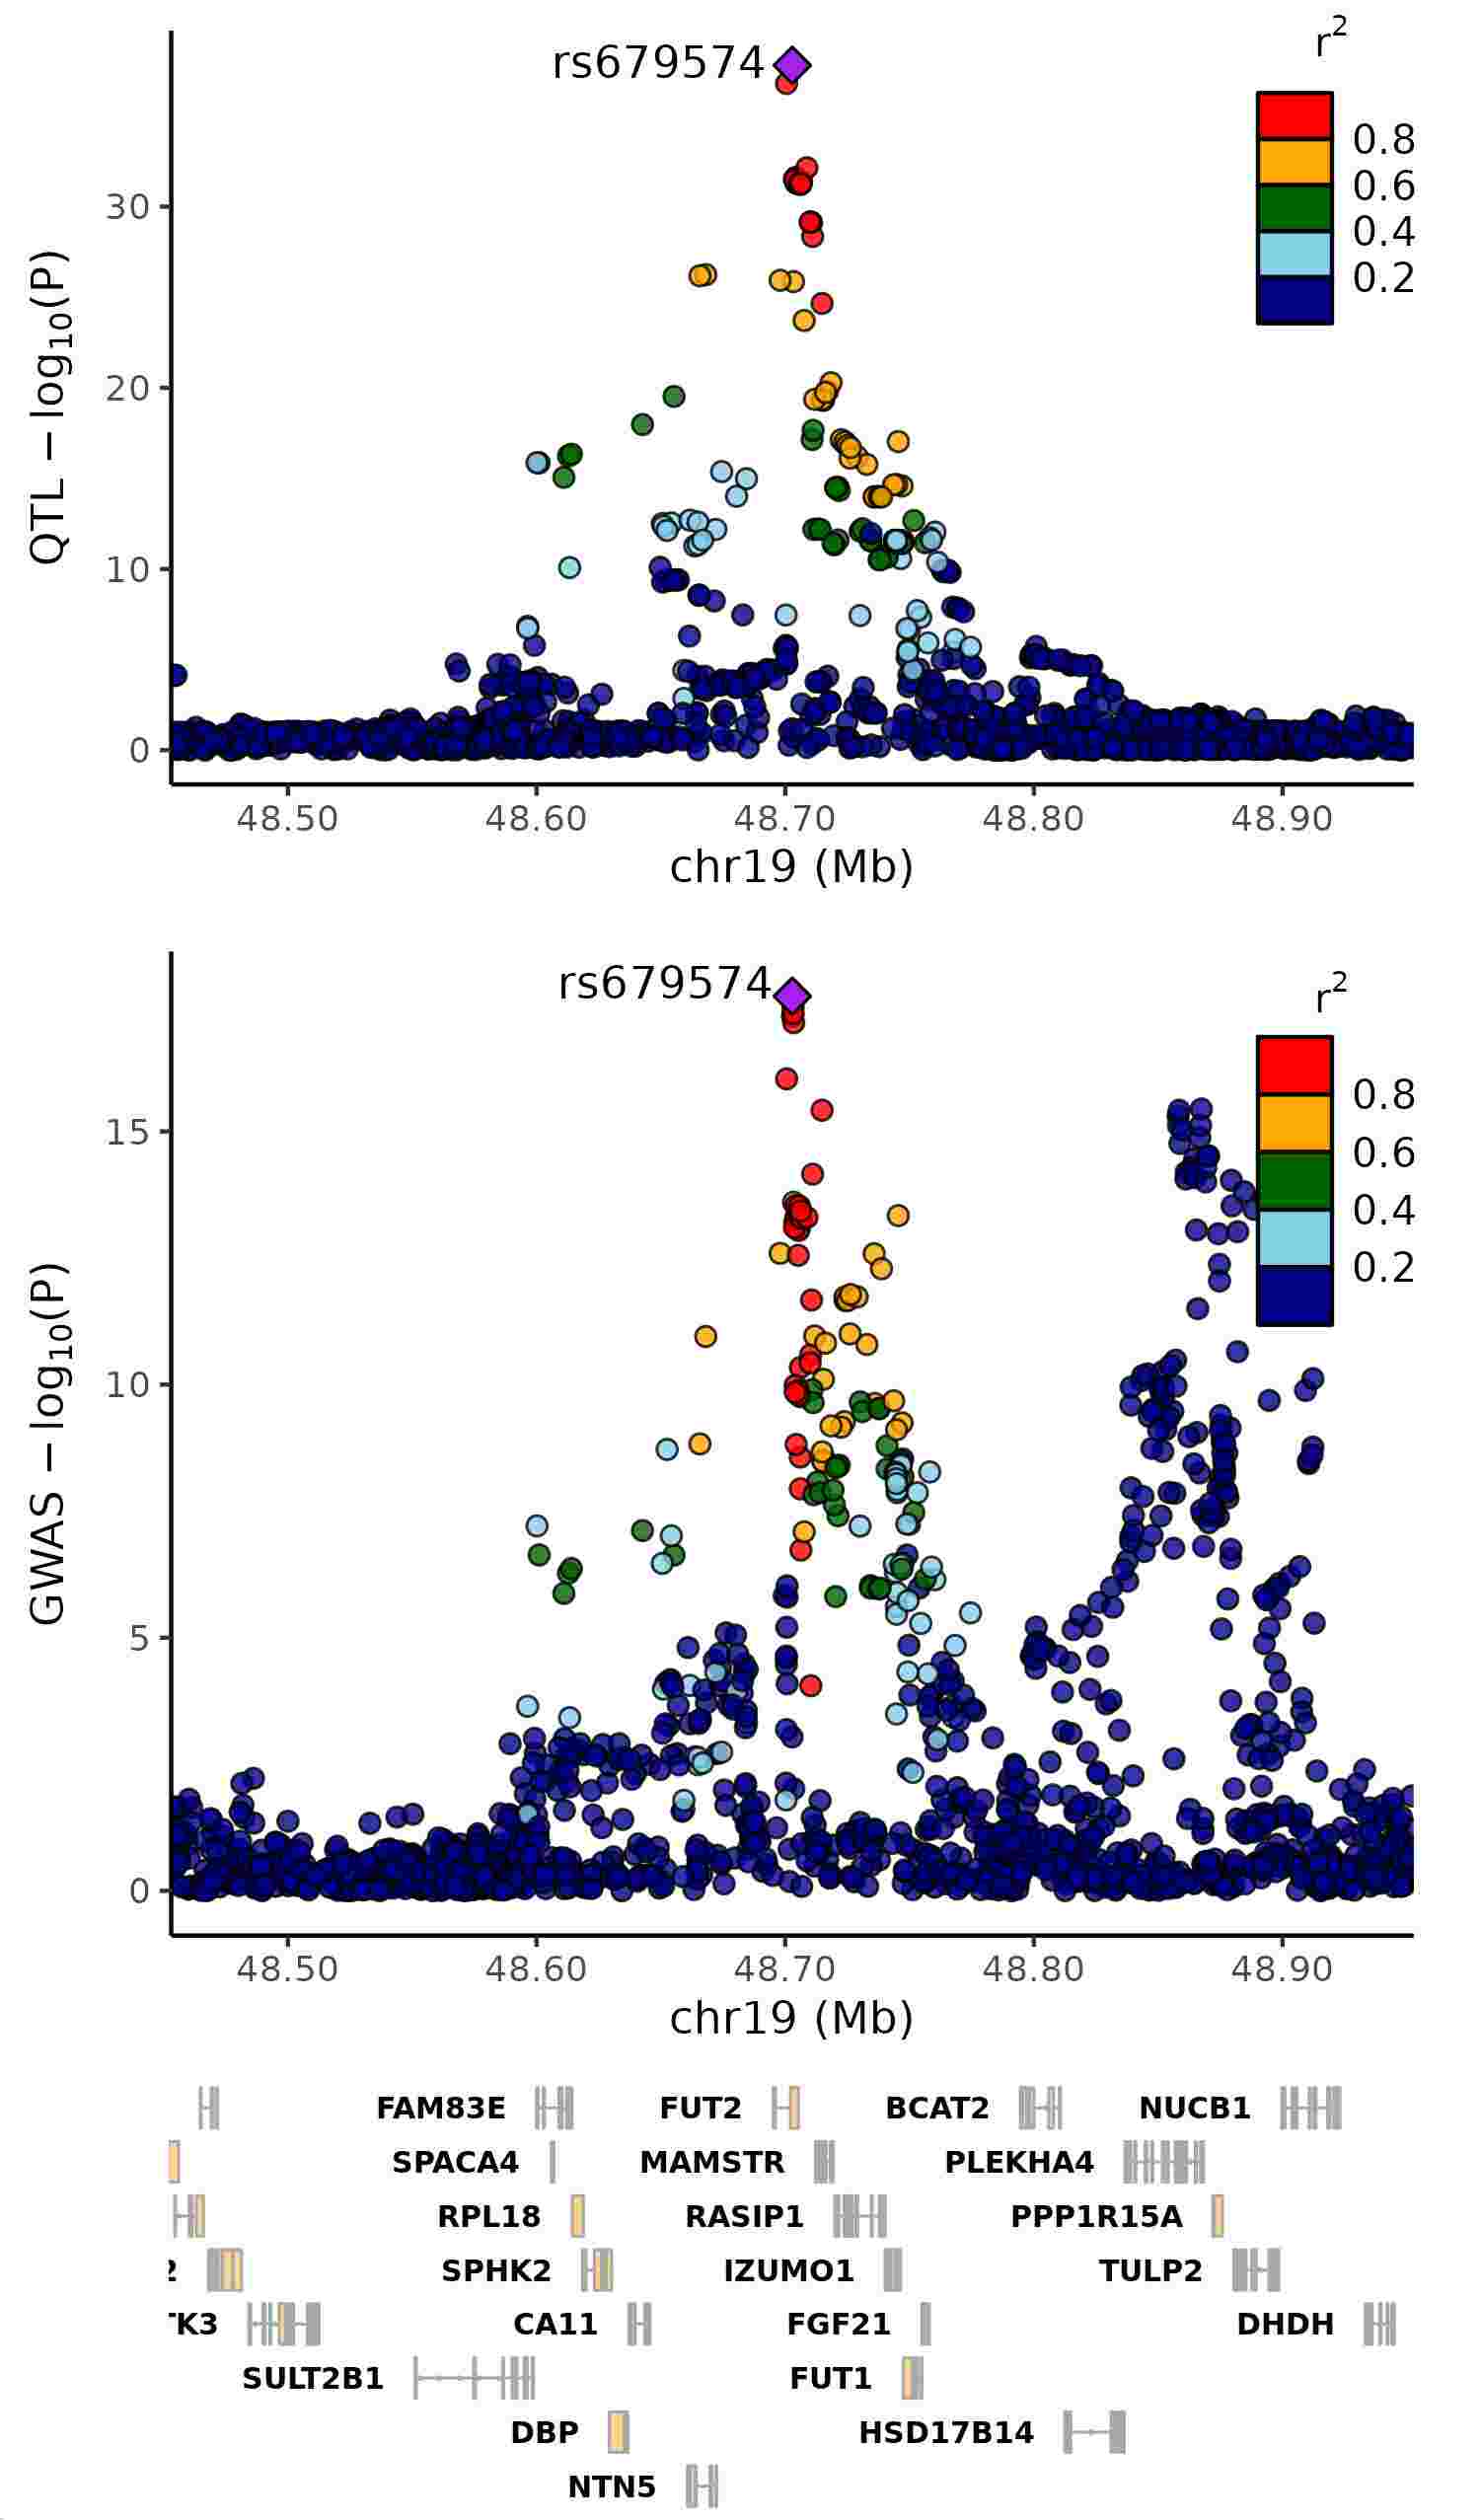 rs679574
r2
0.8
0.6
0.4
0.2
30
20
10
0
QTL −log10(P)
48.50 48.60 48.70 48.80 48.90
chr19 (Mb)
rs679574
r2
0.8
0.6
0.4
0.2
15
10
5
0
GWAS −log10(P)
48.50 48.60 48.70 48.80 48.90
chr19 (Mb)
FAM83E FUT2 BCAT2 NUCB1
SPACA4 MAMSTR PLEKHA4
RPL18 RASIP1 PPP1R15A
2 SPHK2 IZUMO1 TULP2
TK3 CA11 FGF21 DHDH
SULT2B1 FUT1
DBP HSD17B14
NTN5